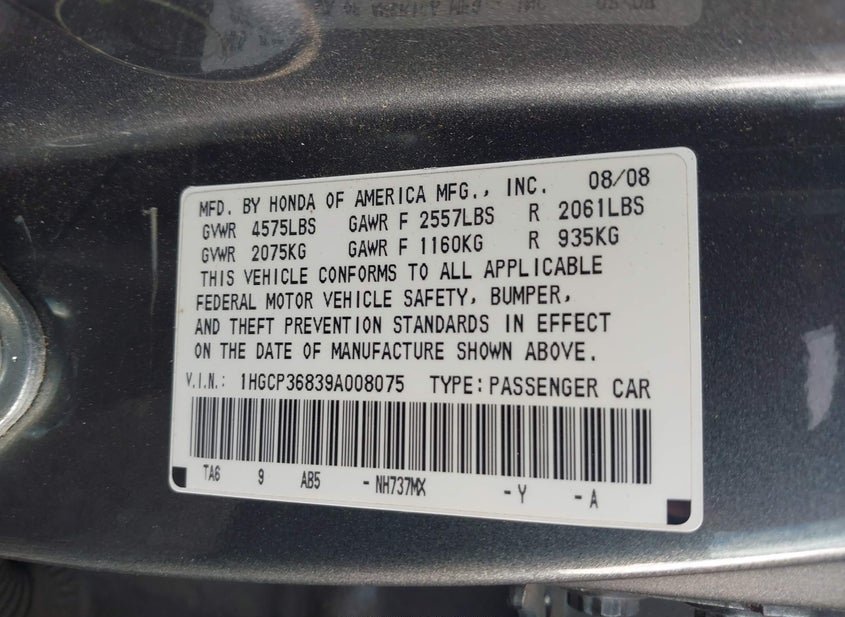 MFD. BY HONDA OF AMERICA MFG., INC. 08/08
GVWR 4575LBS GAWR F 2557LBS R 2061LBS
GVWR 2075KG GAWR F 1160KG R 935KG
THIS VEHICLE CONFORMS TO ALL APPLICABLE
FEDERAL MOTOR VEHICLE SAFETY, BUMPER,
AND THEFT PREVENTION STANDARDS IN EFFECT
ON THE DATE OF MANUFACTURE SHOWN ABOVE.
V.I.N.: 1HGCP36839A008075 TYPE: PASSENGER CAR
TA6 9 AB5 - NH737MX - Y - A